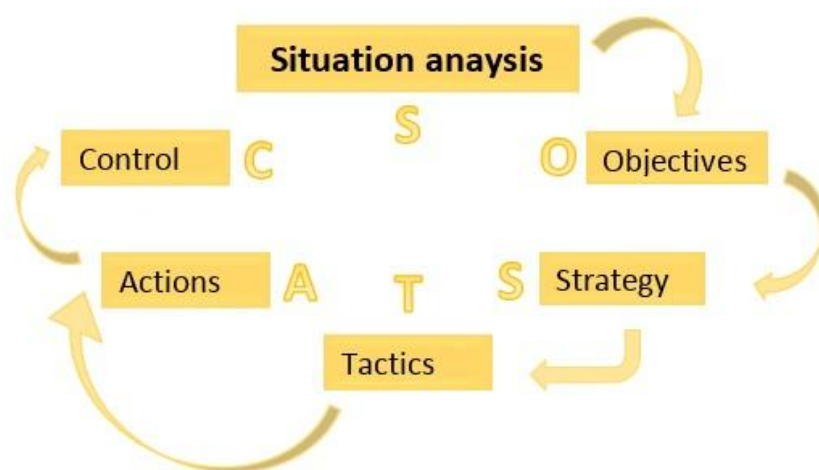 Situation anaysis
S
Control C
O Objectives
Actions A
T
S Strategy
Tactics